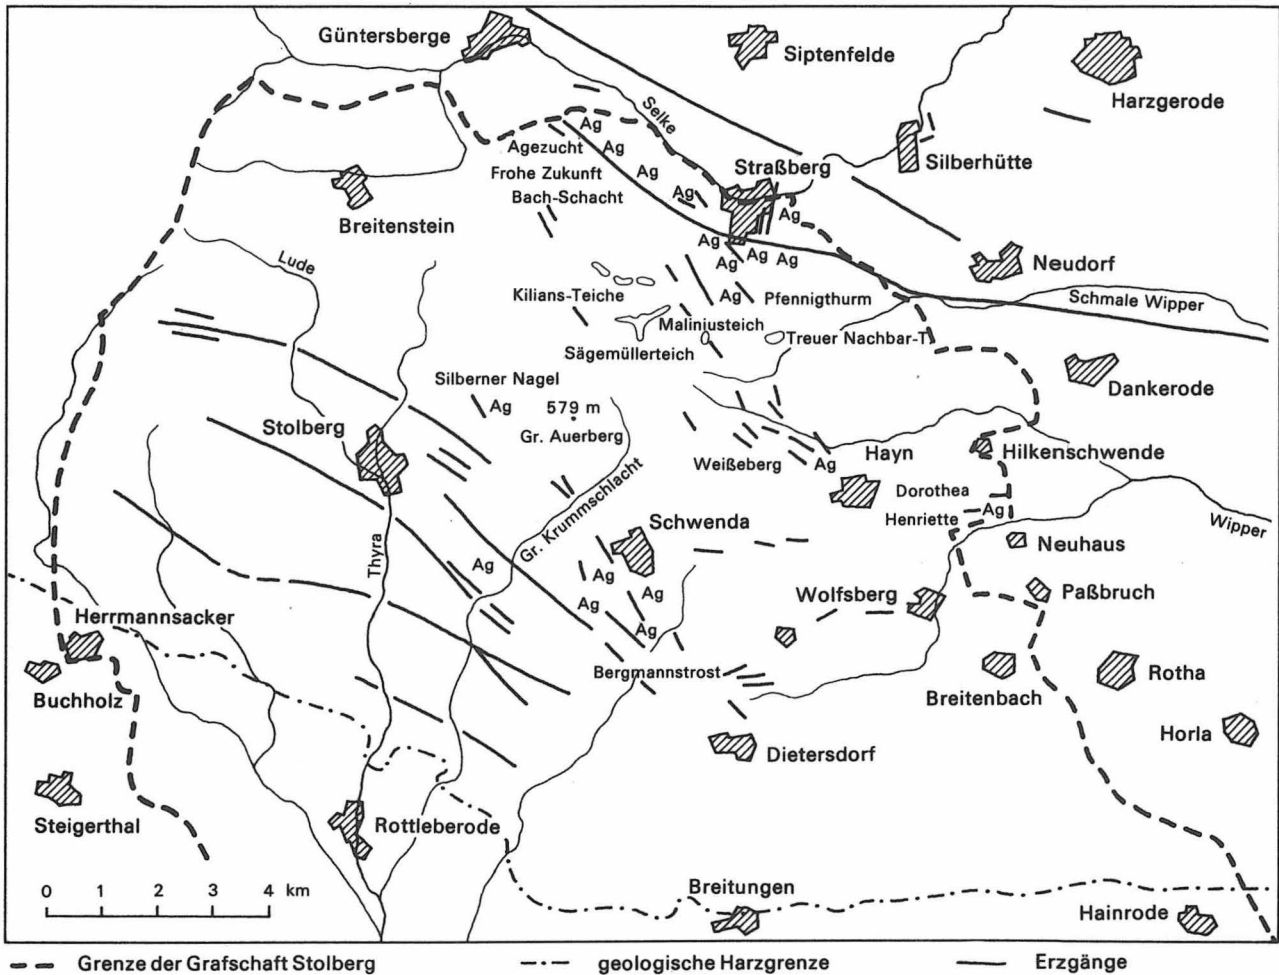 Güntersberge
Siptenfelde
Harzgerode
Selke
Ag
Agezucht
Ag
Silberhütte
Frohe Zukunft
Ag
Straßberg
Bach-Schacht
Ag
Ag
Breitenstein
Lude
Ag
Ag
Ag
Ag
Neudorf
Kilians-Teiche
Ag
Pfennigthurm
Schmale Wipper
Maliniusteich
Treuer Nachbar-T.
Sägemüllerteich
Silberner Nagel
Ag
579 m
Dankerode
Stolberg
Gr. Auerberg
Hayn
Hilkenschwende
Weißeberg
Ag
Dorothea
Gr. Krummschlacht
Schwenda
Henriette
Ag
Wipper
Thyra
Neuhaus
Ag
Ag
Wolfsberg
Paßbruch
Ag
Ag
Herrmannsacker
Ag
Bergmannstrost
Buchholz
Breitenbach
Rotha
Horla
Dietersdorf
Steigerthal
Rottleberode
0 1 2 3 4 km
Breitungen
Hainrode
Grenze der Grafschaft Stolberg
geologische Harzgrenze
Erzgänge